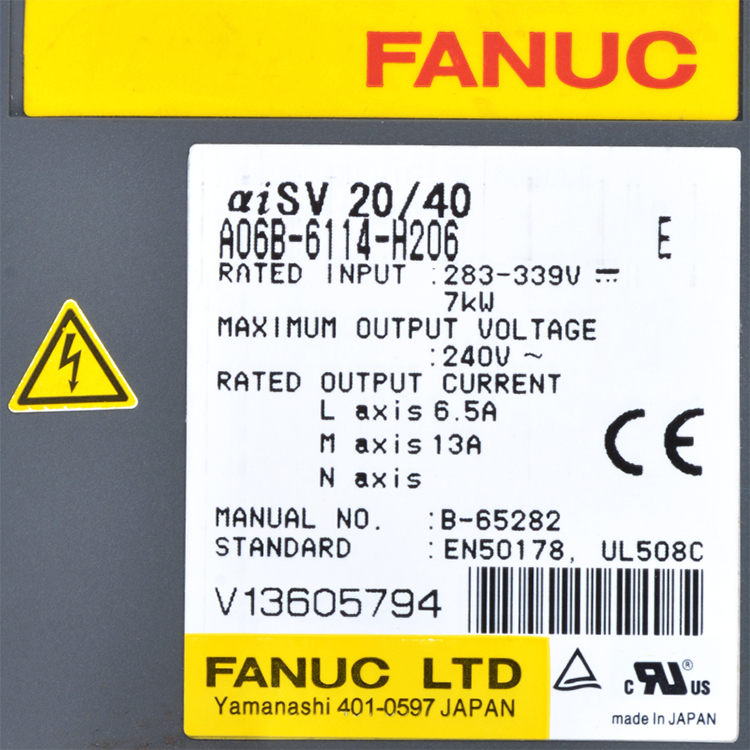 FANUC
αiSV 20/40
A06B-6114-H206 E
RATED INPUT :283-339V ⎓
7kW
MAXIMUM OUTPUT VOLTAGE
:240V ~
RATED OUTPUT CURRENT
L axis 6.5A
M axis 13A
N axis
CE
MANUAL NO. :B-65282
STANDARD :EN50178, UL508C
V13605794
FANUC LTD
Yamanashi 401-0597 JAPAN
c RU ® US
made In JAPAN